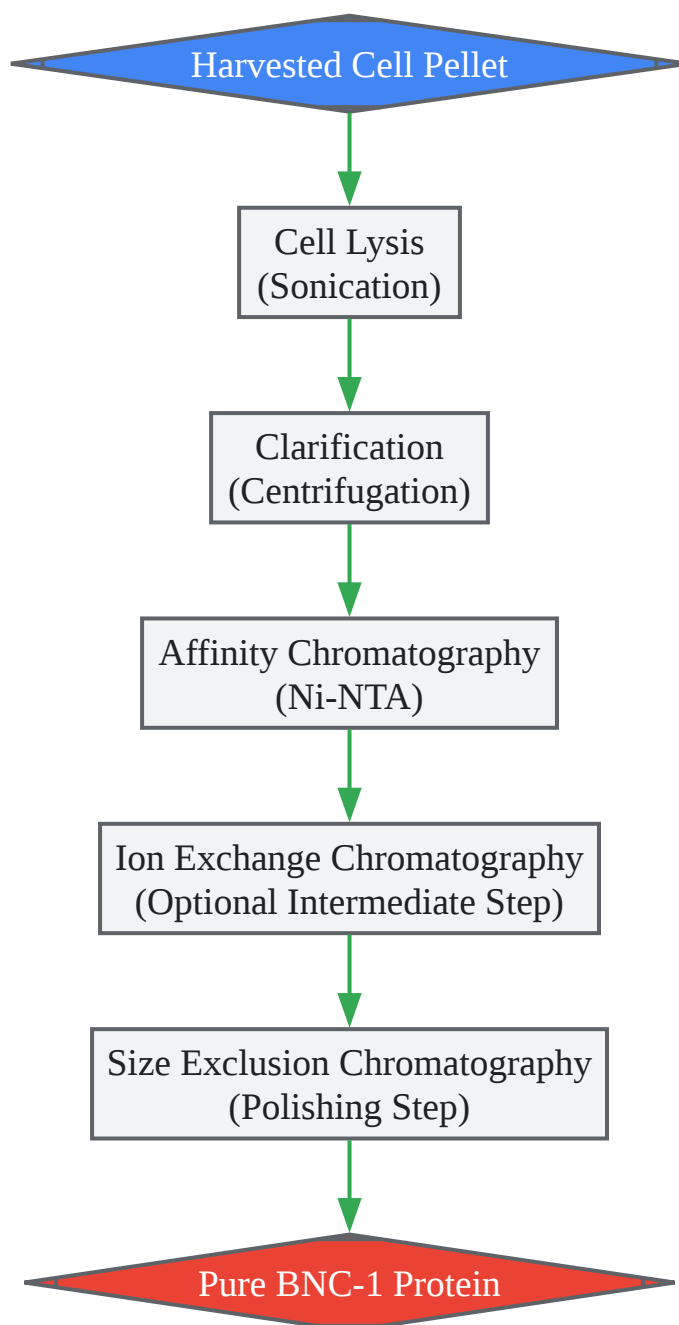 Harvested Cell Pellet
Cell Lysis
(Sonication)
Clarification
(Centrifugation)
Affinity Chromatography
(Ni-NTA)
Ion Exchange Chromatography
(Optional Intermediate Step)
Size Exclusion Chromatography
(Polishing Step)
Pure BNC-1 Protein